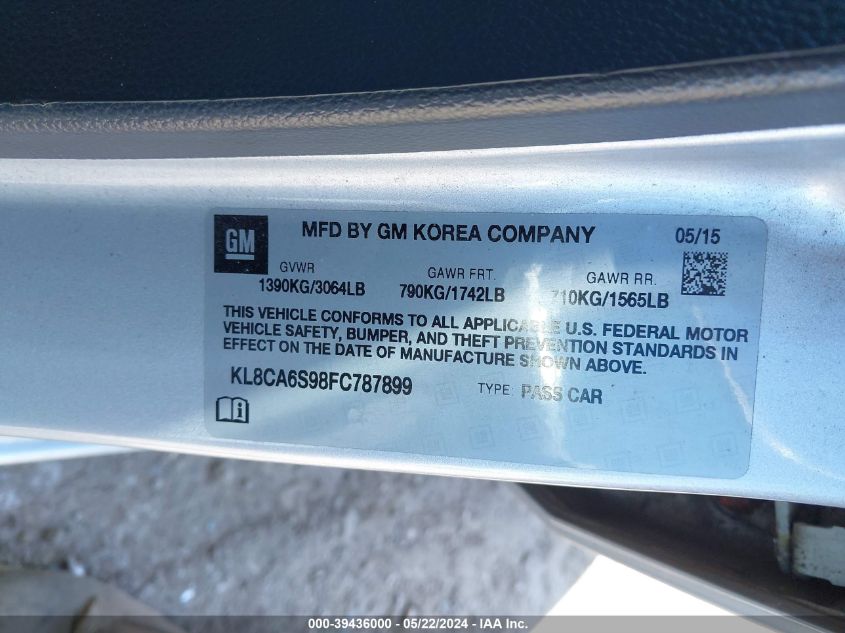 GM
MFD BY GM KOREA COMPANY
05/15
GVWR
GAWR FRT.
GAWR RR.
1390KG/3064LB
790KG/1742LB
710KG/1565LB
THIS VEHICLE CONFORMS TO ALL APPLICABLE U.S. FEDERAL MOTOR
VEHICLE SAFETY, BUMPER, AND THEFT PREVENTION STANDARDS IN
EFFECT ON THE DATE OF MANUFACTURE SHOWN ABOVE.
KL8CA6S98FC787899
TYPE: PASS CAR
000-39436000 - 05/22/2024 - IAA Inc.